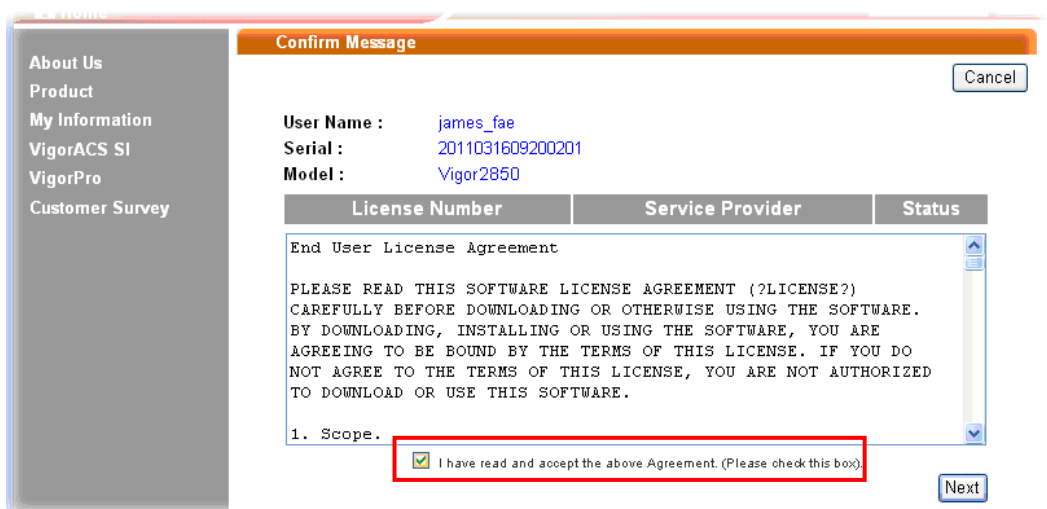 Home
Confirm Message
About Us
Product
My Information
VigorACS SI
VigorPro
Customer Survey
Cancel
User Name : james_fae
Serial : 2011031609200201
Model : Vigor2850
License Number Service Provider Status
End User License Agreement
PLEASE READ THIS SOFTWARE LICENSE AGREEMENT (?LICENSE?)
CAREFULLY BEFORE DOWNLOADING OR OTHERWISE USING THE SOFTWARE.
BY DOWNLOADING, INSTALLING OR USING THE SOFTWARE, YOU ARE
AGREEING TO BE BOUND BY THE TERMS OF THIS LICENSE. IF YOU DO
NOT AGREE TO THE TERMS OF THIS LICENSE, YOU ARE NOT AUTHORIZED
TO DOWNLOAD OR USE THIS SOFTWARE.
1. Scope.
I have read and accept the above Agreement. (Please check this box).
Next